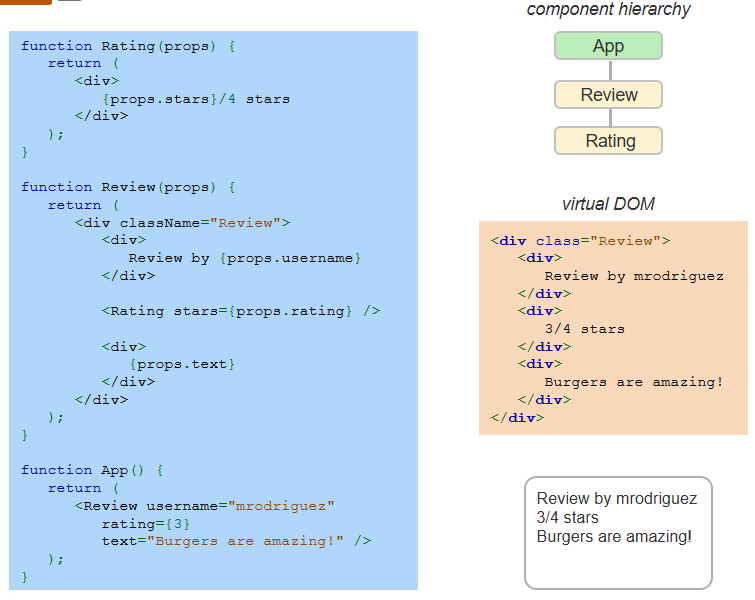 function Rating(props) {
   return (
      <div>
         {props.stars}/4 stars
      </div>
   );
}

function Review(props) {
   return (
      <div className="Review">
         <div>
            Review by {props.username}
         </div>

         <Rating stars={props.rating} />

         <div>
            {props.text}
         </div>
      </div>
   );
}

function App() {
   return (
      <Review username="mrodriguez"
         rating={3}
         text="Burgers are amazing!" />
   );
}
component hierarchy
App
Review
Rating
virtual DOM
<div class="Review">
   <div>
      Review by mrodriguez
   </div>
   <div>
      3/4 stars
   </div>
   <div>
      Burgers are amazing!
   </div>
</div>
Review by mrodriguez
3/4 stars
Burgers are amazing!